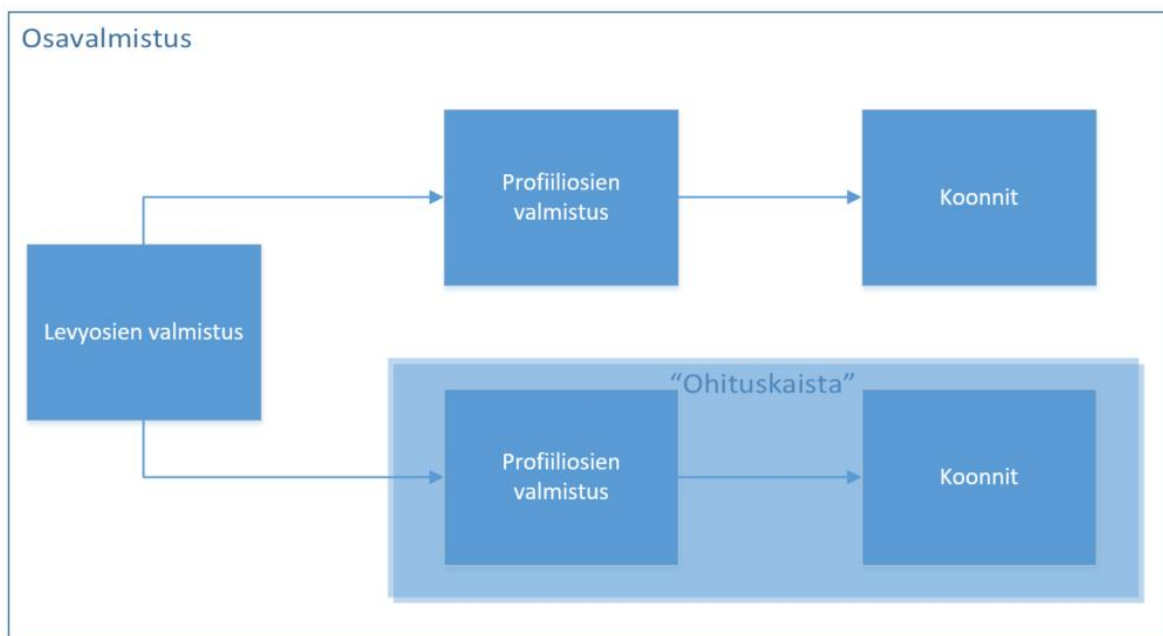 Osavalmistus
Profiiliosien
valmistus
Koonnit
Levyosien valmistus
“Ohituskaista”
Profiiliosien
valmistus
Koonnit